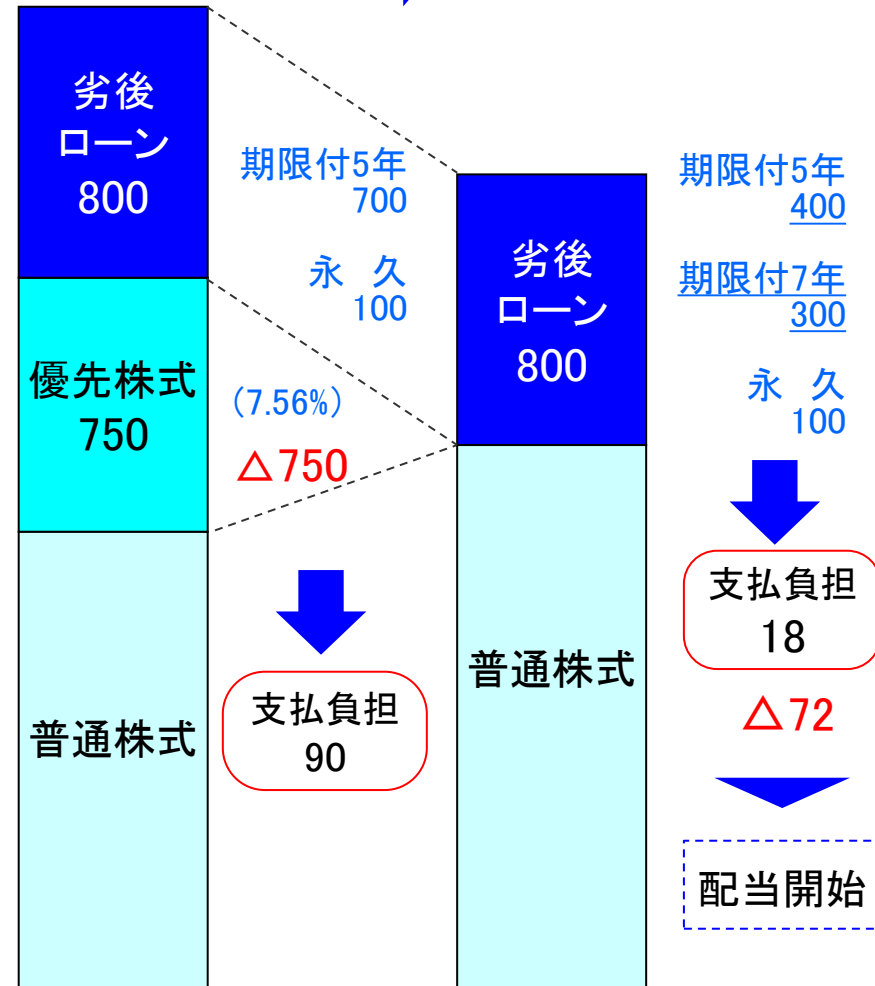 劣後
ローン
800
期限付5年
700
永 久
100
優先株式
750
(7.56%)
△750
普通株式
支払負担
90
劣後
ローン
800
普通株式
期限付5年
400
期限付7年
300
永 久
100
支払負担
18
△72
配当開始